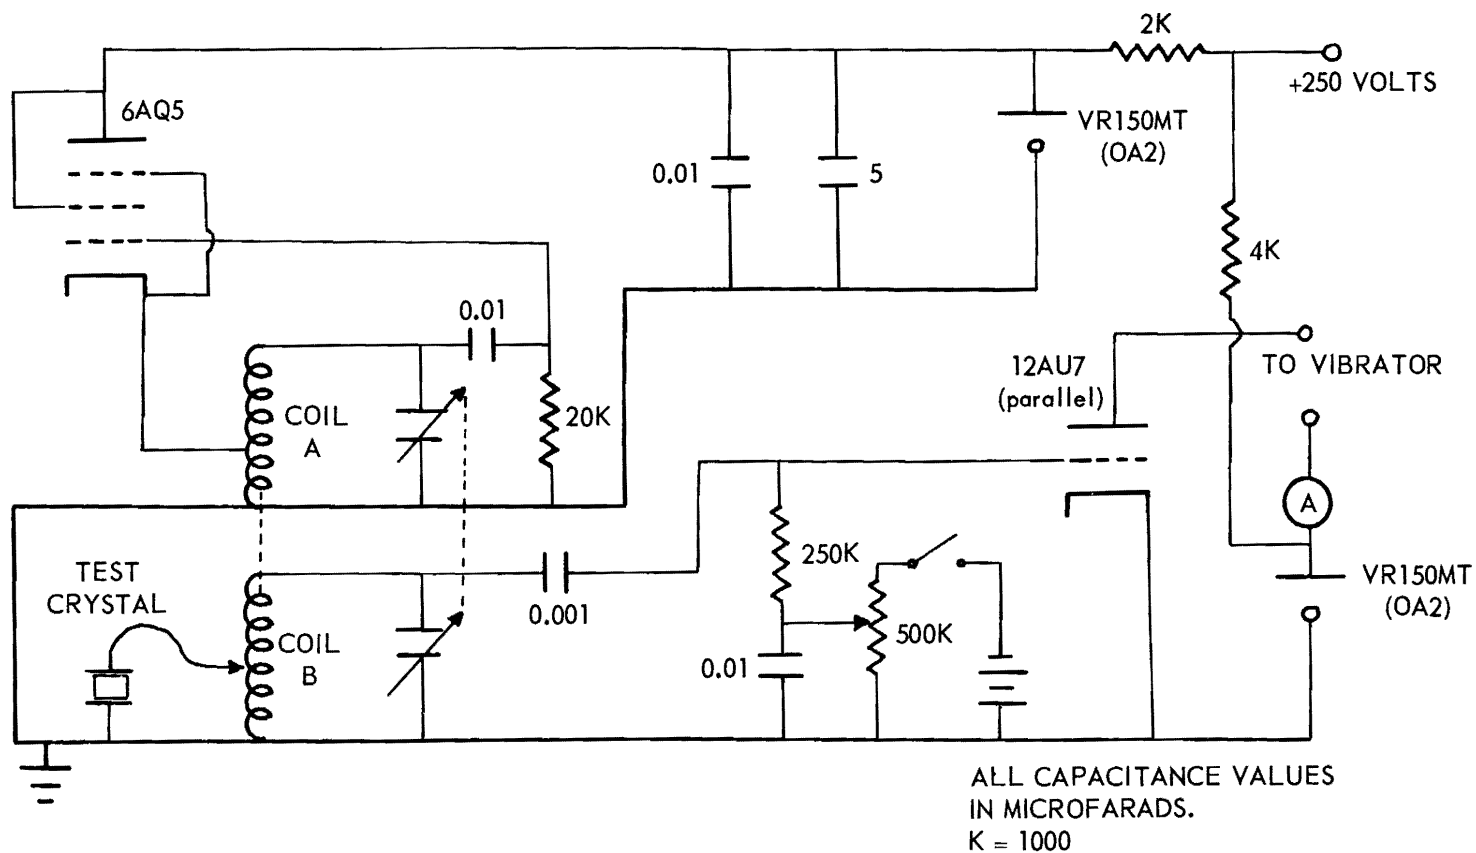 2K
+250 VOLTS
6AQ5
VR150MT
(OA2)
0.01
5
4K
0.01
12AU7
(parallel)
TO VIBRATOR
COIL
A
20K
A
250K
TEST
CRYSTAL
0.001
VR150MT
(OA2)
500K
COIL
B
0.01
ALL CAPACITANCE VALUES
IN MICROFARADS.
K = 1000